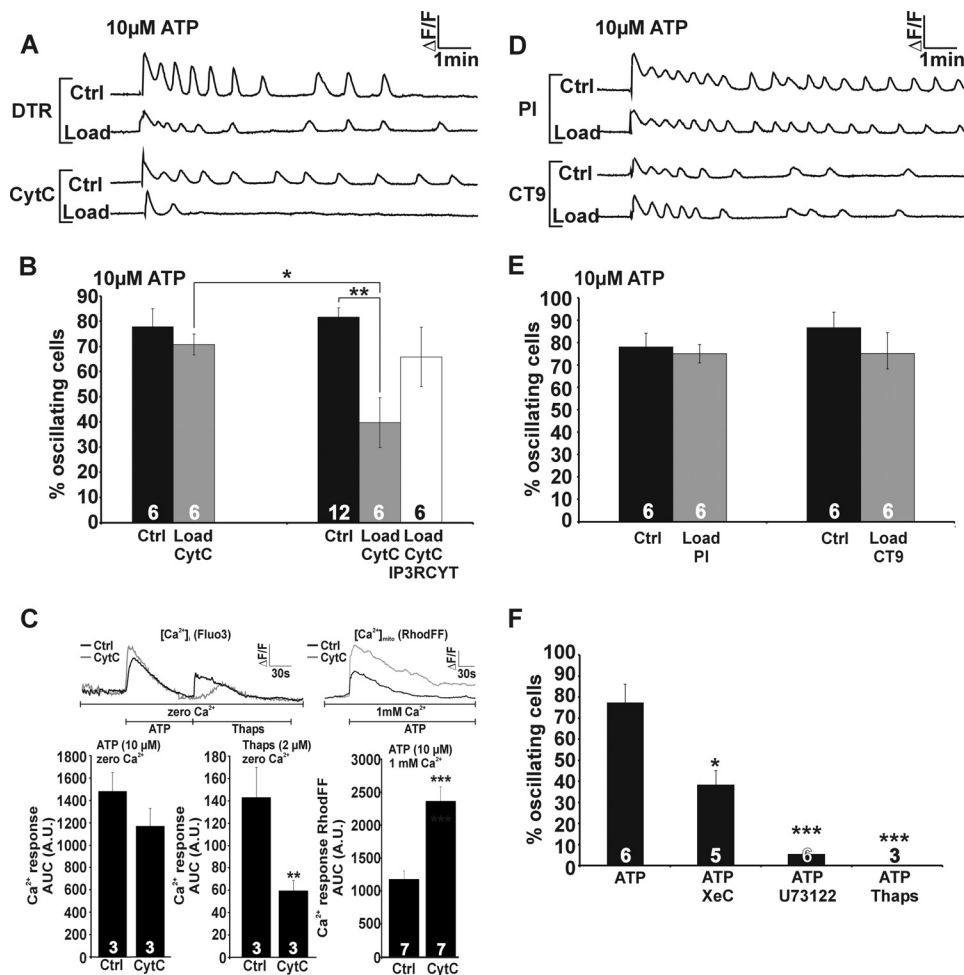 A
10µM ATP
ΔF/F
1min
DTR
Ctrl
Load
CytC
Ctrl
Load
D
10µM ATP
ΔF/F
1min
PI
Ctrl
Load
CT9
Ctrl
Load
B
10µM ATP
% oscillating cells
90
80
70
60
50
40
30
20
10
0
*
**
6
6
12
6
6
Ctrl
Load
CytC
Ctrl
Load
CytC
Load
CytC
IP3RCYT
E
10µM ATP
% oscillating cells
100
90
80
70
60
50
40
30
20
10
0
6
6
6
6
Ctrl
Load
PI
Ctrl
Load
CT9
C
[Ca²⁺]ᵢ (Fluo3)
Ctrl
CytC
ΔF/F
30s
zero Ca²⁺
ATP
Thaps
[Ca²⁺]mito (RhodFF)
Ctrl
CytC
ΔF/F
30s
1mM Ca²⁺
ATP
ATP (10 µM)
zero Ca²⁺
Ca²⁺ response
AUC (A.U.)
1800
1600
1400
1200
1000
800
600
400
200
0
3
3
Ctrl
CytC
Thaps (2 µM)
zero Ca²⁺
Ca²⁺ response
AUC (A.U.)
180
160
140
120
100
80
60
40
20
0
**
3
3
Ctrl
CytC
ATP (10 µM)
1 mM Ca²⁺
Ca²⁺ response RhodFF
AUC (A.U.)
3000
2500
2000
1500
1000
500
0
***
***
7
7
Ctrl
CytC
F
% oscillating cells
100
90
80
70
60
50
40
30
20
10
0
*
***
***
6
5
6
3
ATP
ATP
XeC
ATP
U73122
ATP
Thaps